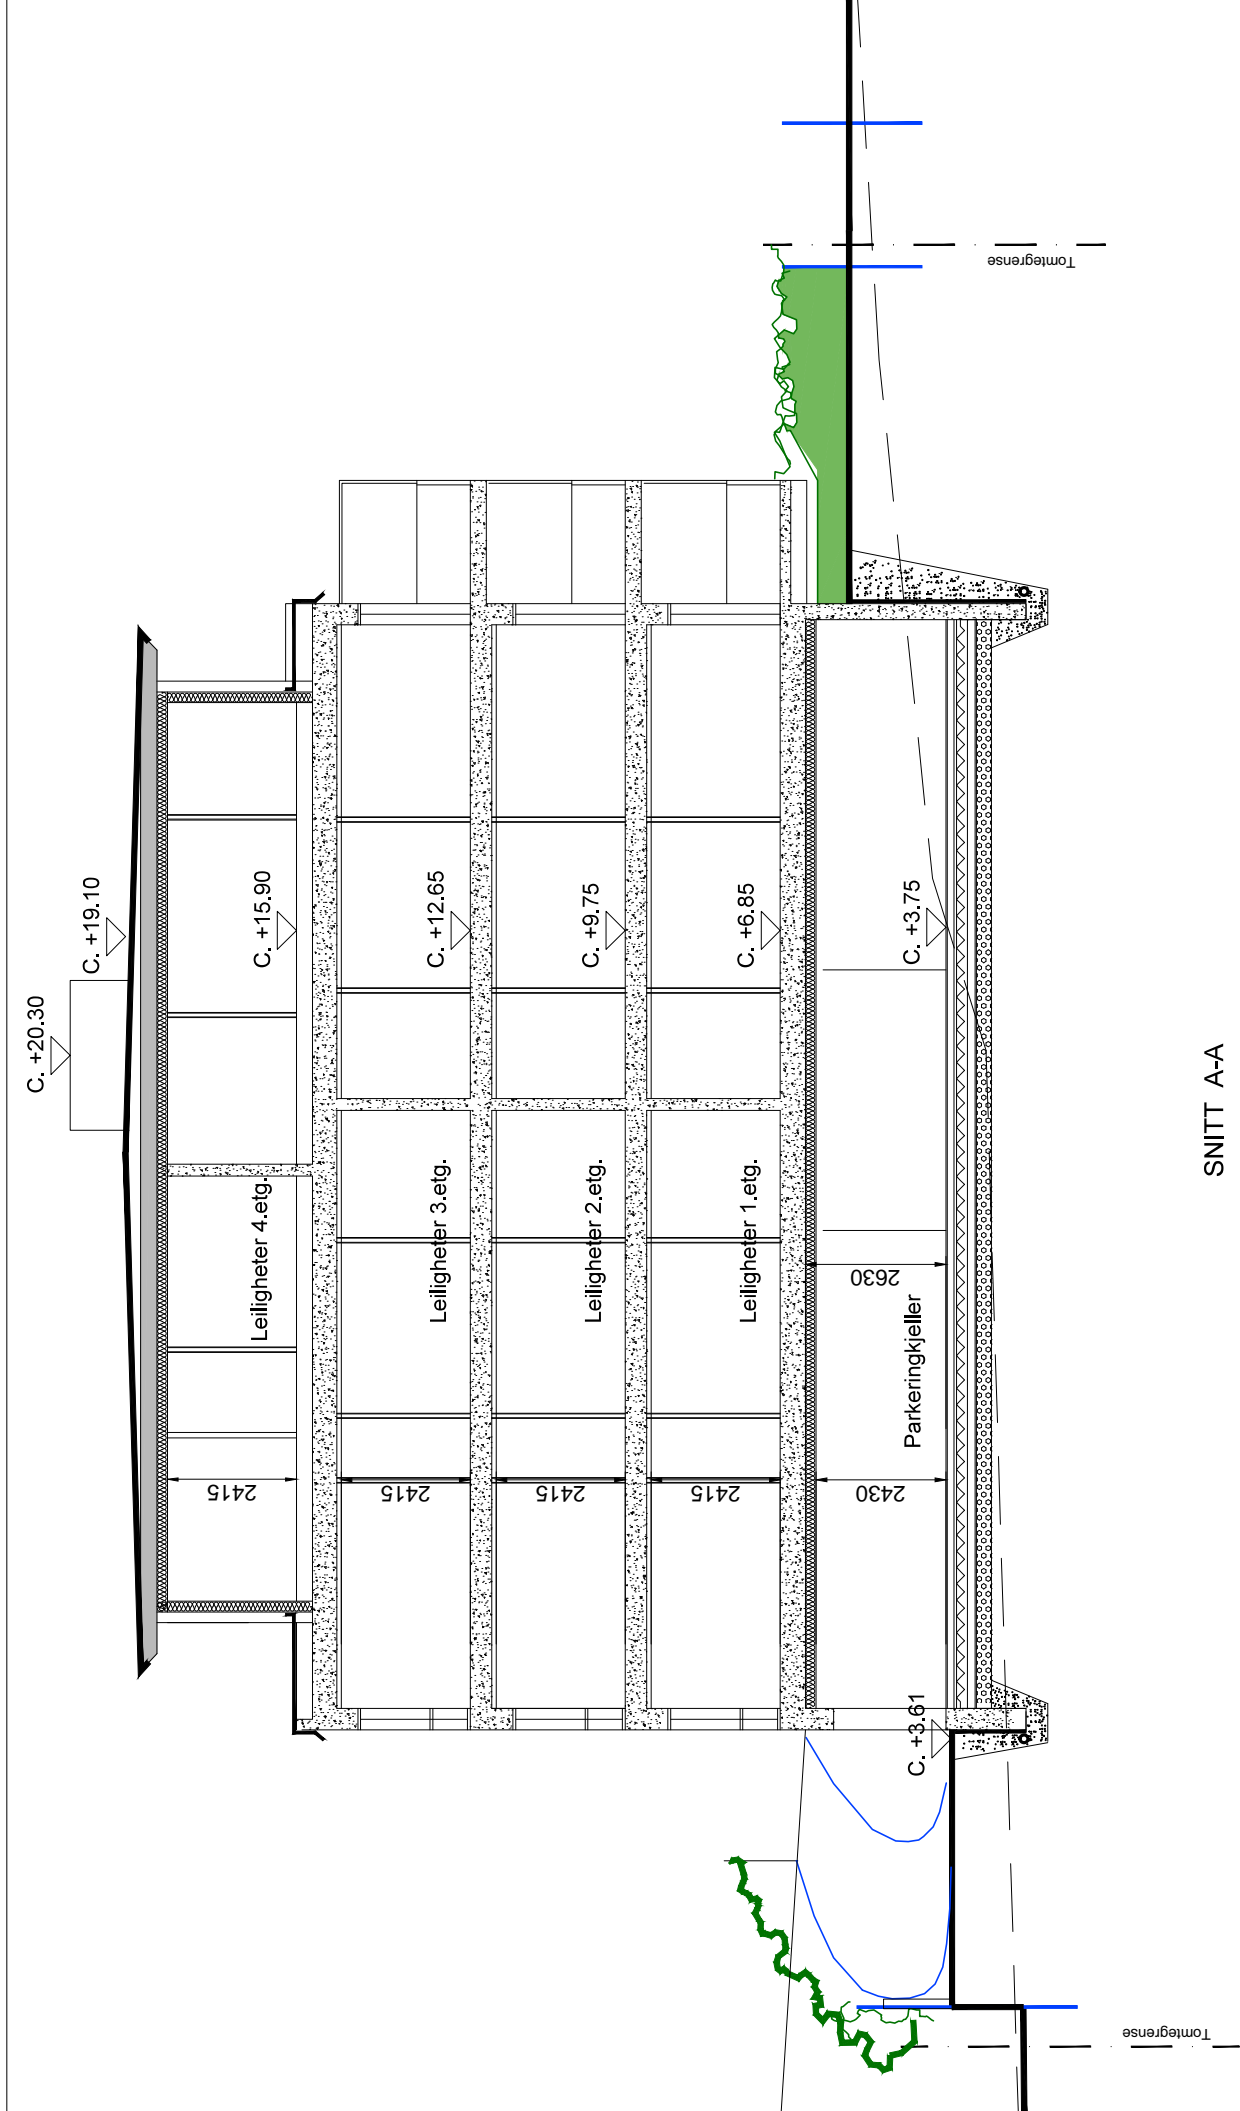 C. +20.30
C. +19.10
C. +15.90
C. +12.65
C. +9.75
C. +6.85
C. +3.75
C. +3.61
Leiligheter 4.etg.
Leiligheter 3.etg.
Leiligheter 2.etg.
Leiligheter 1.etg.
Parkeringkjeller
2415
2415
2415
2415
2430
2630
Tomtegrense
Tomtegrense
SNITT A-A